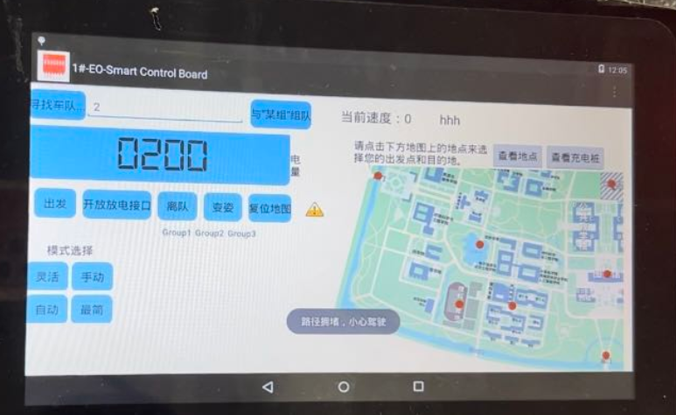 1#-EO-Smart Control Board
12:05
寻找车队...
2
与"某组"组队
当前速度：0 hhh
0200
电量
请点击下方地图上的地点来选
择您的出发点和目的地。
查看地点
查看充电桩
出发
开放放电接口
离队
变姿
复位地图
Group1 Group2 Group3
模式选择
灵活
手动
自动
最简
路径拥堵，小心驾驶